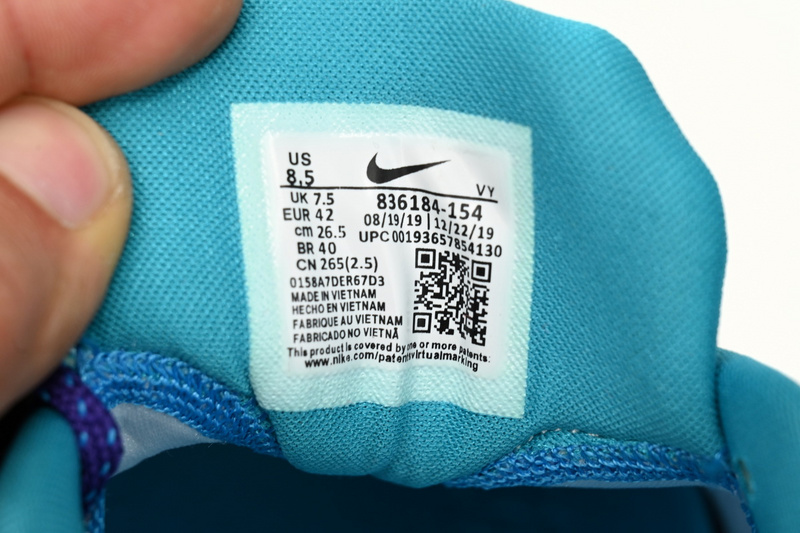 US
8.5
VY
UK 7.5
836184-154
EUR 42
08/19/19 | 12/22/19
cm 26.5
UPC 00193657854130
BR 40
CN 265(2.5)
0158A7DER67D3
MADE IN VIETNAM
HECHO EN VIETNAM
FABRIQUE AU VIETNAM
FABRICADO NO VIETNÃ
This product is covered by one or more patents:
www.nike.com/patentsvirtualmarking